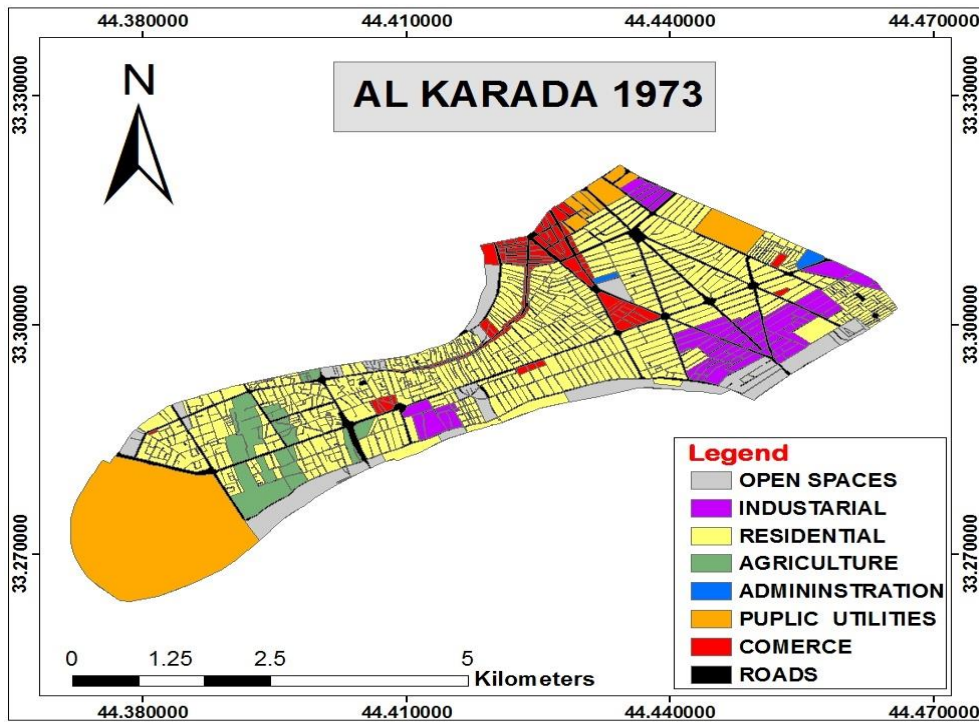 44.380000 44.410000 44.440000 44.470000
33.330000 33.330000
AL KARADA 1973
N
33.300000 33.300000
33.270000 33.270000
Legend
OPEN SPACES
INDUSTARIAL
RESIDENTIAL
AGRICULTURE
ADMININSTRATION
PUPLIC UTILITIES
COMERCE
ROADS
0 1.25 2.5 5
Kilometers
44.380000 44.410000 44.440000 44.470000